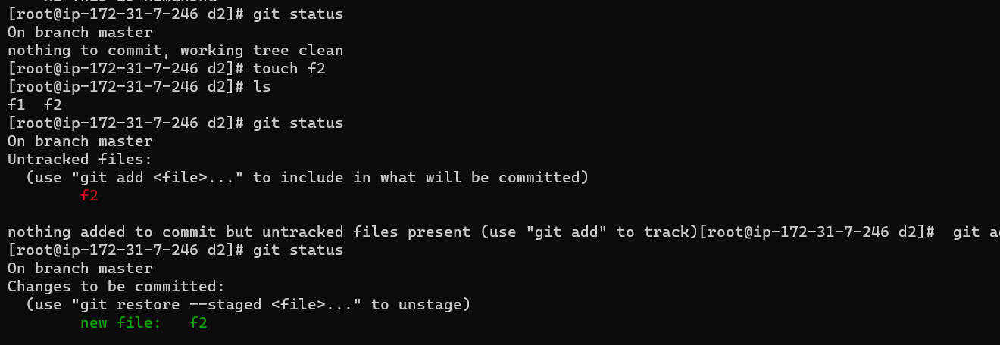 [root@ip-172-31-7-246 d2]# git status
On branch master
nothing to commit, working tree clean
[root@ip-172-31-7-246 d2]# touch f2
[root@ip-172-31-7-246 d2]# ls
f1  f2
[root@ip-172-31-7-246 d2]# git status
On branch master
Untracked files:
  (use "git add <file>..." to include in what will be committed)
        f2
nothing added to commit but untracked files present (use "git add" to track)[root@ip-172-31-7-246 d2]#  git
[root@ip-172-31-7-246 d2]# git status
On branch master
Changes to be committed:
  (use "git restore --staged <file>..." to unstage)
        new file:   f2